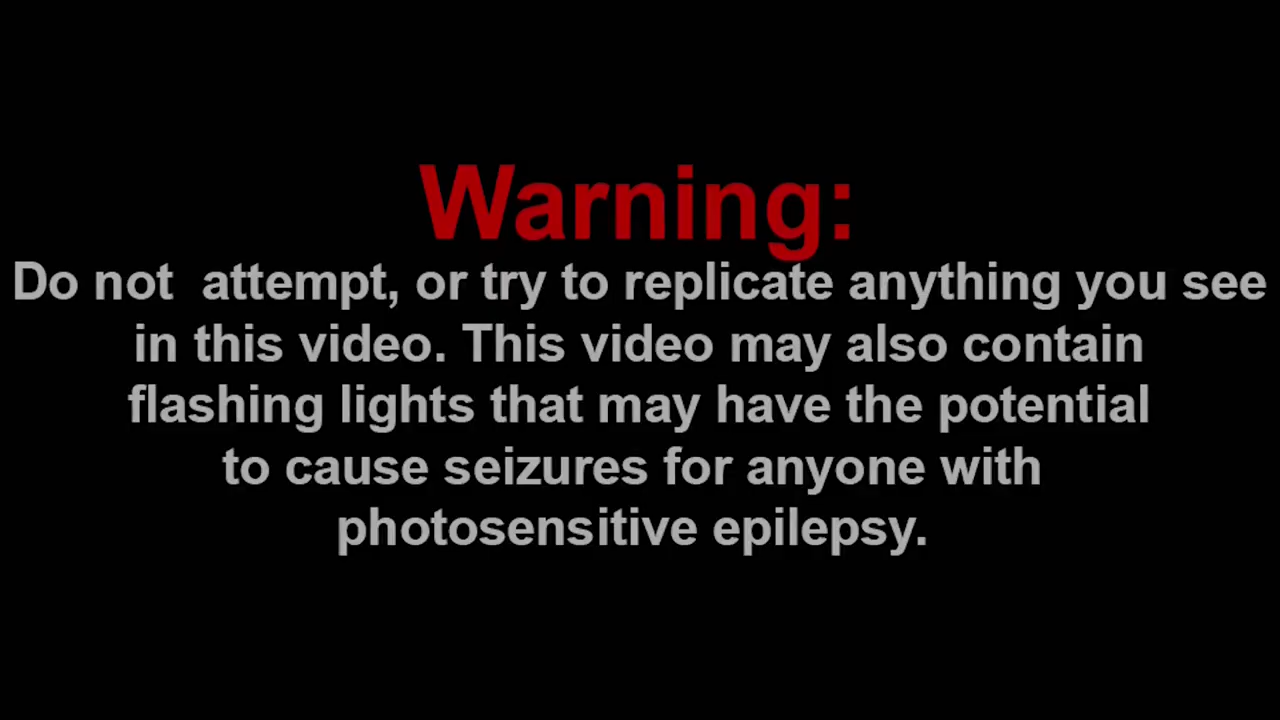 Warning:
Do not  attempt, or try to replicate anything you see
in this video. This video may also contain
flashing lights that may have the potential
to cause seizures for anyone with
photosensitive epilepsy.